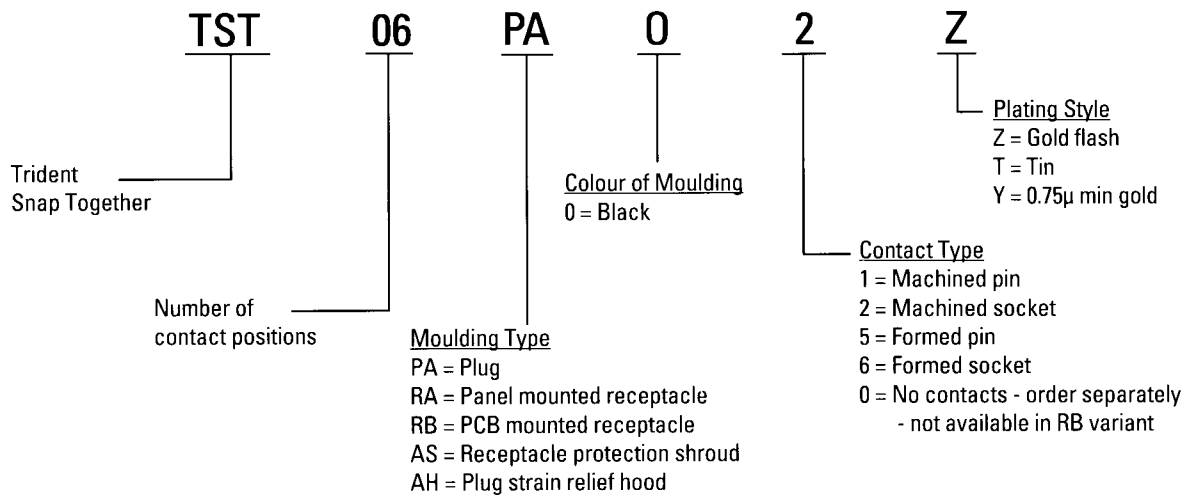 TST 06 PA 0 2 Z
Plating Style
Z = Gold flash
T = Tin
Y = 0.75µ min gold
Trident
Snap Together
Colour of Moulding
0 = Black
Contact Type
1 = Machined pin
2 = Machined socket
5 = Formed pin
6 = Formed socket
0 = No contacts - order separately
- not available in RB variant
Number of
contact positions
Moulding Type
PA = Plug
RA = Panel mounted receptacle
RB = PCB mounted receptacle
AS = Receptacle protection shroud
AH = Plug strain relief hood